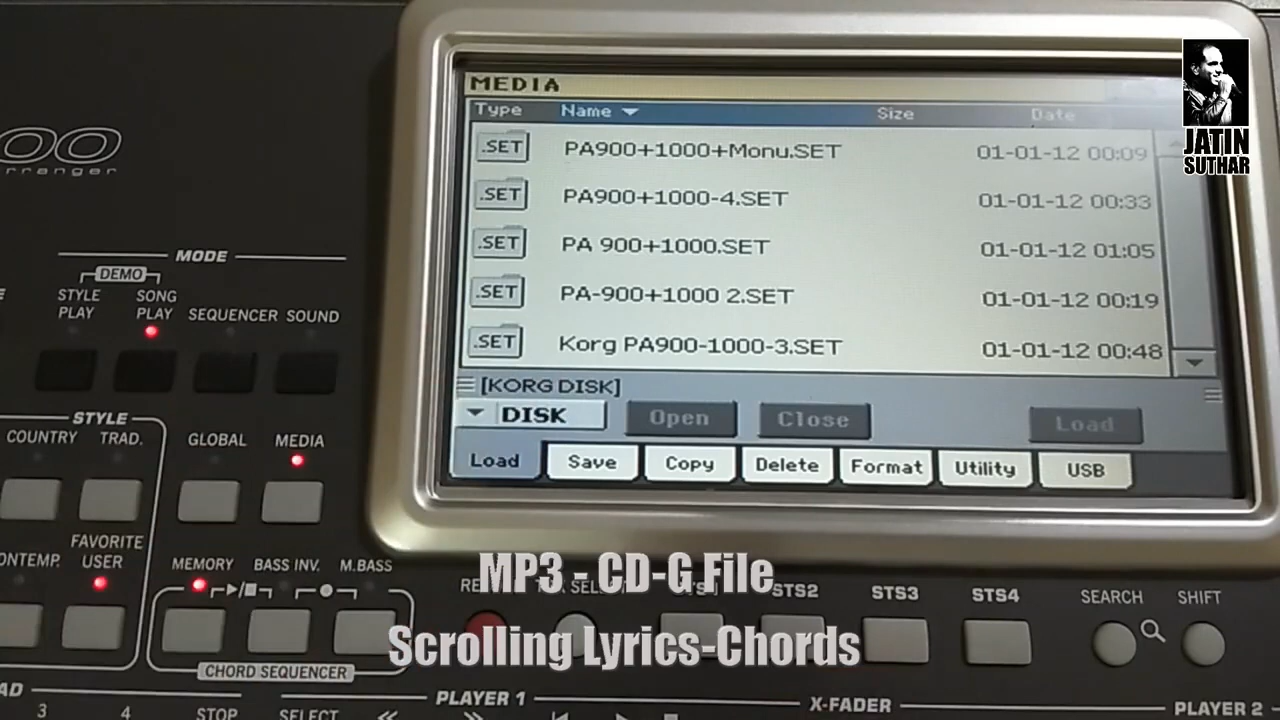 MEDIA
Type Name Size Date
.SET PA900+1000+Monu.SET 01-01-12 00:09
.SET PA900+1000-4.SET 01-01-12 00:33
.SET PA 900+1000.SET 01-01-12 01:05
.SET PA-900+1000 2.SET 01-01-12 00:19
.SET Korg PA900-1000-3.SET 01-01-12 00:48
[KORG DISK]
DISK Open Close Load
Load Save Copy Delete Format Utility USB
JATIN
SUTHAR
00
rranger
MODE
DEMO
STYLE PLAY
SONG PLAY
SEQUENCER SOUND
STYLE
COUNTRY TRAD.
GLOBAL MEDIA
ONTEMP.
FAVORITE
USER
MEMORY BASS INV. M.BASS
CHORD SEQUENCER
MP3 - CD-G File
Scrolling Lyrics-Chords
STS2 STS3 STS4 SEARCH SHIFT
AD
3 4 STOP SELECT
PLAYER 1 X-FADER PLAYER 2